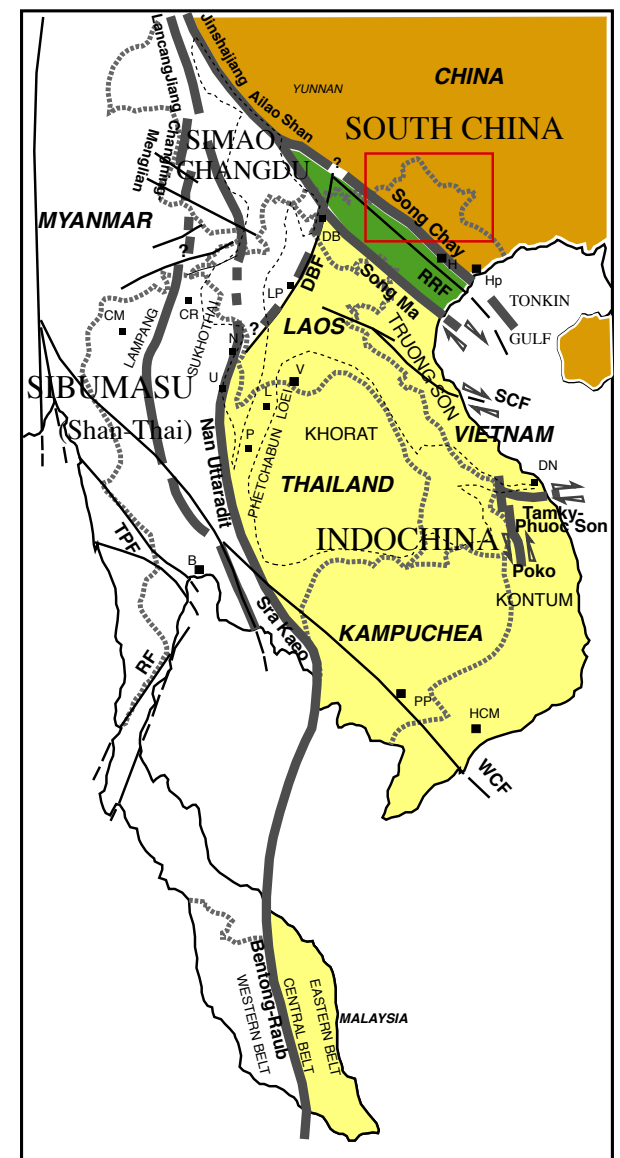 Jinshajiang
LancangJiang
CHINA
YUNNAN
Ailao Shan
SOUTH CHINA
SIMAO
CHANGDU
Changning
Menglian
?
Song Chay
MYANMAR
DB
H
Hp
DBF
Song Ma
RRF
?
LP
TONKIN
GULF
CM
CR
LAMPANG
SUKHOTHAI
?
LAOS
TRUONG SON
N
SIBUMASU
(Shan-Thai)
U
L
V
SCF
PHETCHABUN LOEI
P
KHORAT
VIETNAM
Nan Uttaradit
THAILAND
DN
Tamky-
Phuoc Son
INDOCHINA
TPF
B
Poko
KONTUM
Sra Kaeo
KAMPUCHEA
RF
PP
HCM
WCF
Bentong-Raub
WESTERN BELT
CENTRAL BELT
EASTERN BELT
MALAYSIA